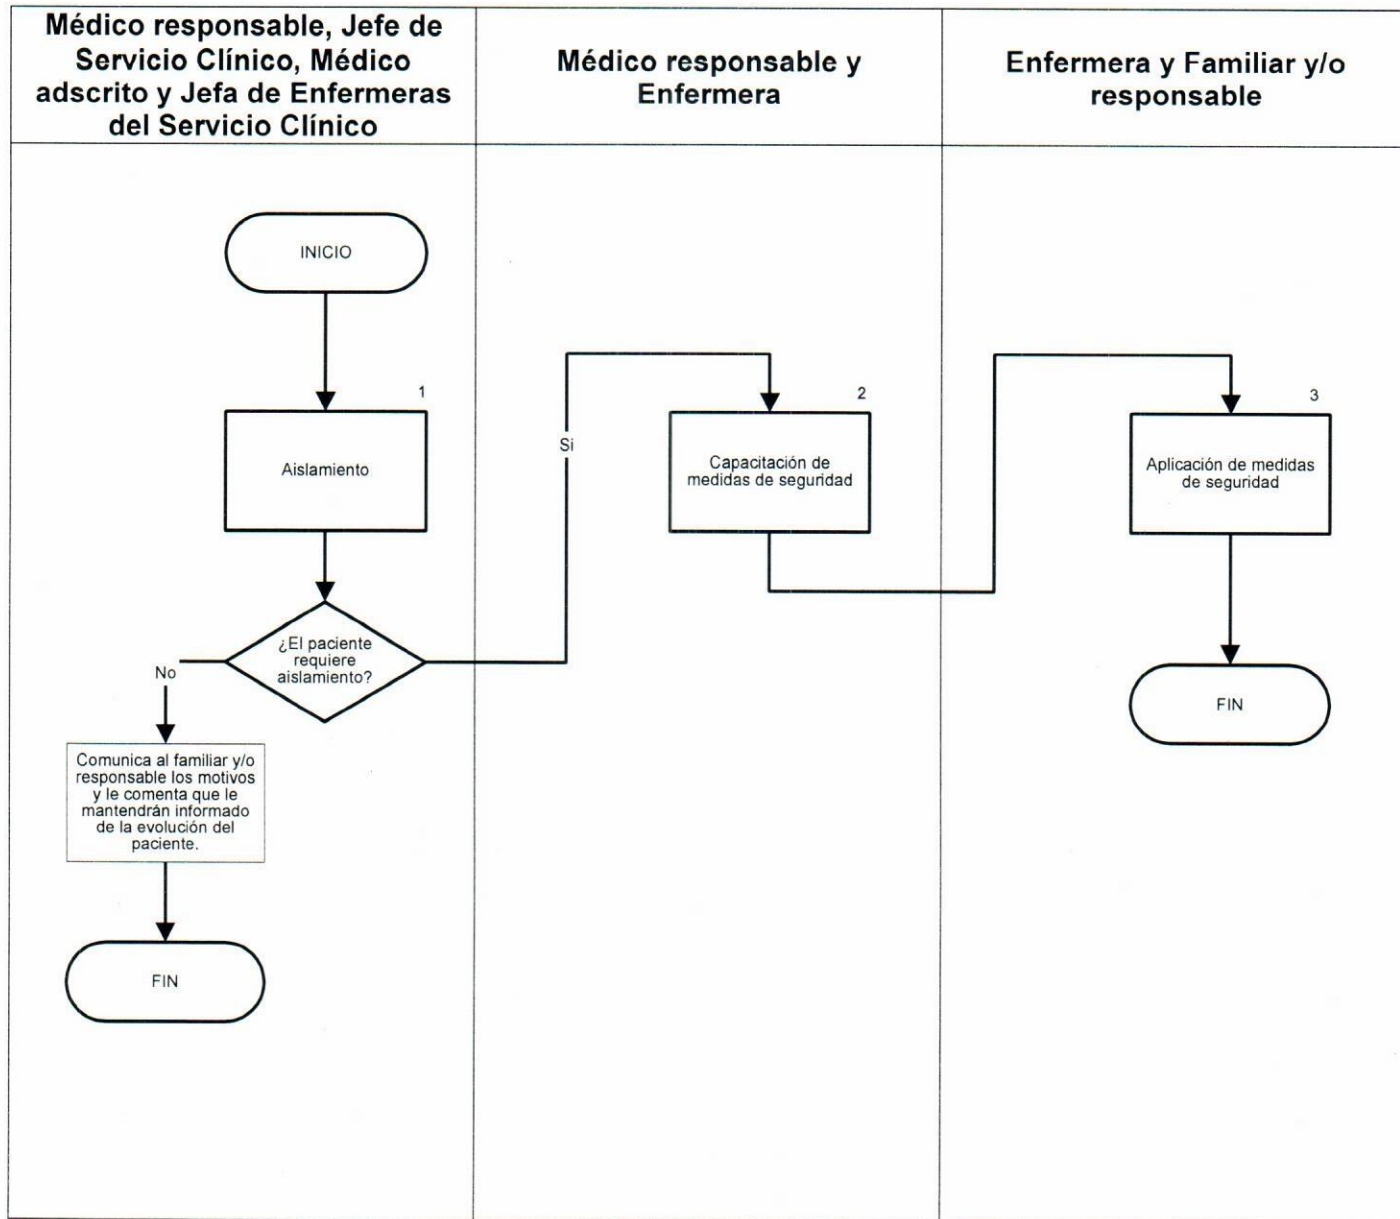 Médico responsable, Jefe de
Servicio Clínico, Médico
adscrito y Jefa de Enfermeras
del Servicio Clínico
Médico responsable y
Enfermera
Enfermera y Familiar y/o
responsable
INICIO
1
Aislamiento
¿El paciente
requiere
aislamiento?
No
Si
Comunica al familiar y/o
responsable los motivos
y le comenta que le
mantendrán informado
de la evolución del
paciente.
FIN
2
Capacitación de
medidas de seguridad
3
Aplicación de medidas
de seguridad
FIN